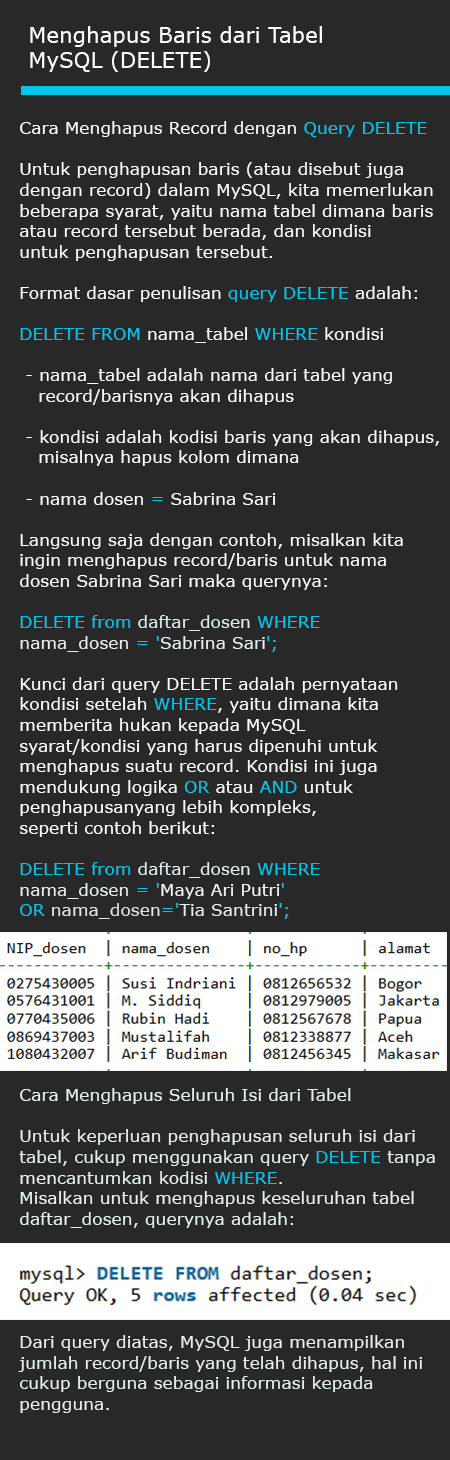 Menghapus Baris dari Tabel
MySQL (DELETE)
Cara Menghapus Record dengan Query DELETE
Untuk penghapusan baris (atau disebut juga
dengan record) dalam MySQL, kita memerlukan
beberapa syarat, yaitu nama tabel dimana baris
atau record tersebut berada, dan kondisi
untuk penghapusan tersebut.
Format dasar penulisan query DELETE adalah:
DELETE FROM nama_tabel WHERE kondisi
- nama_tabel adalah nama dari tabel yang
record/barisnya akan dihapus
- kondisi adalah kodisi baris yang akan dihapus,
misalnya hapus kolom dimana
- nama dosen = Sabrina Sari
Langsung saja dengan contoh, misalkan kita
ingin menghapus record/baris untuk nama
dosen Sabrina Sari maka querynya:
DELETE from daftar_dosen WHERE
nama_dosen = 'Sabrina Sari';
Kunci dari query DELETE adalah pernyataan
kondisi setelah WHERE, yaitu dimana kita
memberita hukan kepada MySQL
syarat/kondisi yang harus dipenuhi untuk
menghapus suatu record. Kondisi ini juga
mendukung logika OR atau AND untuk
penghapusanyang lebih kompleks,
seperti contoh berikut:
DELETE from daftar_dosen WHERE
nama_dosen = 'Maya Ari Putri'
OR nama_dosen='Tia Santrini';
NIP_dosen | nama_dosen | no_hp | alamat
0275430005 | Susi Indriani | 0812656532 | Bogor
0576431001 | M. Siddiq | 0812979005 | Jakarta
0770435006 | Rubin Hadi | 0812567678 | Papua
0869437003 | Mustalifah | 0812338877 | Aceh
1080432007 | Arif Budiman | 0812456345 | Makasar
Cara Menghapus Seluruh Isi dari Tabel
Untuk keperluan penghapusan seluruh isi dari
tabel, cukup menggunakan query DELETE tanpa
mencantumkan kodisi WHERE.
Misalkan untuk menghapus keseluruhan tabel
daftar_dosen, querynya adalah:
mysql> DELETE FROM daftar_dosen;
Query OK, 5 rows affected (0.04 sec)
Dari query diatas, MySQL juga menampilkan
jumlah record/baris yang telah dihapus, hal ini
cukup berguna sebagai informasi kepada
pengguna.